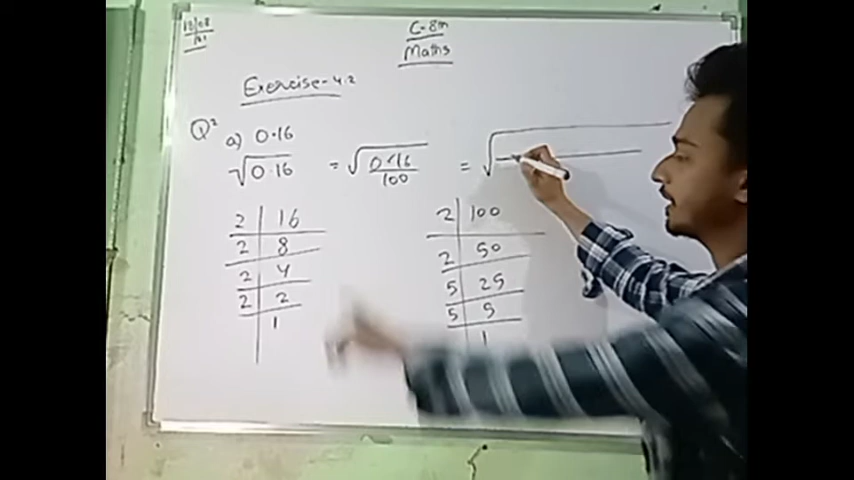 C-8th
Maths
Exercise-4.2
Q2 a) 0.16
√0.16 = √0.16/100 = √
2 | 16
2 | 8
2 | 4
2 | 2
1
2 | 100
2 | 50
5 | 25
5 | 5
1